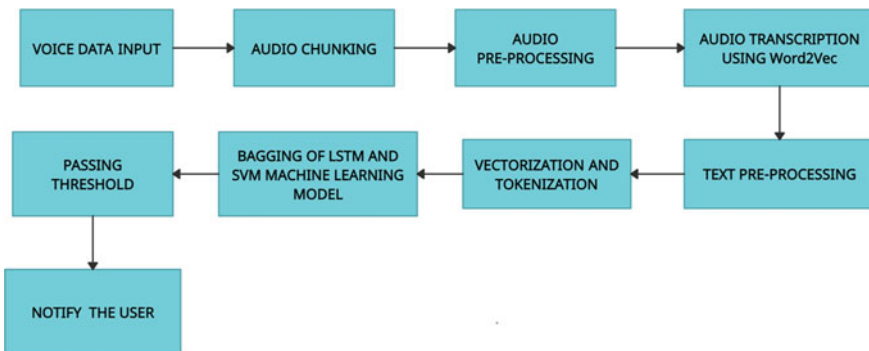 VOICE DATA INPUT
AUDIO CHUNKING
AUDIO
PRE-PROCESSING
AUDIO TRANSCRIPTION
USING Word2Vec
TEXT PRE-PROCESSING
VECTORIZATION AND
TOKENIZATION
BAGGING OF LSTM AND
SVM MACHINE LEARNING
MODEL
PASSING
THRESHOLD
NOTIFY THE USER